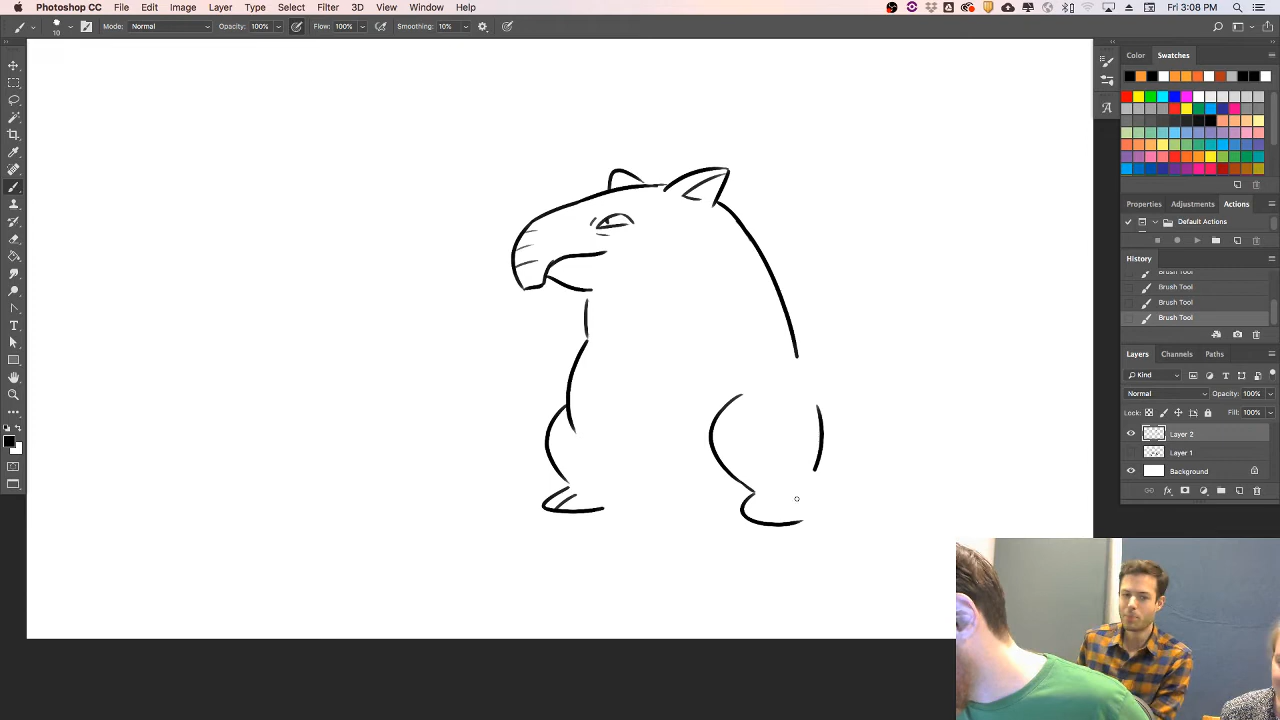 Photoshop CC File Edit Image Layer Type Select Filter 3D View Window Help Fri 3:08 PM
10 Mode: Normal Opacity: 100% Flow: 100% Smoothing: 10%
Color Swatches
Properties Adjustments Actions
Default Actions
History
Brush Tool
Brush Tool
Brush Tool
Brush Tool
Layers Channels Paths
Kind
Normal Opacity: 100%
Lock: Fill: 100%
Layer 2
Layer 1
Background